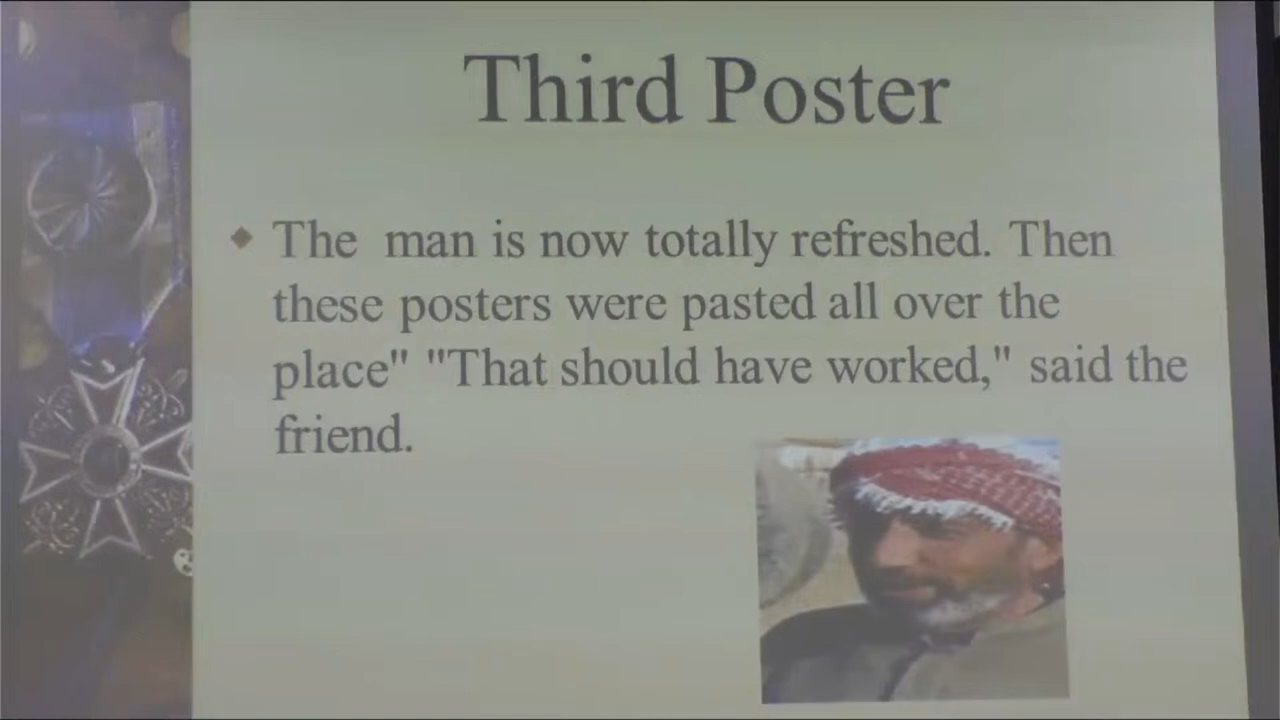 Third Poster
The man is now totally refreshed. Then
these posters were pasted all over the
place" "That should have worked," said the
friend.